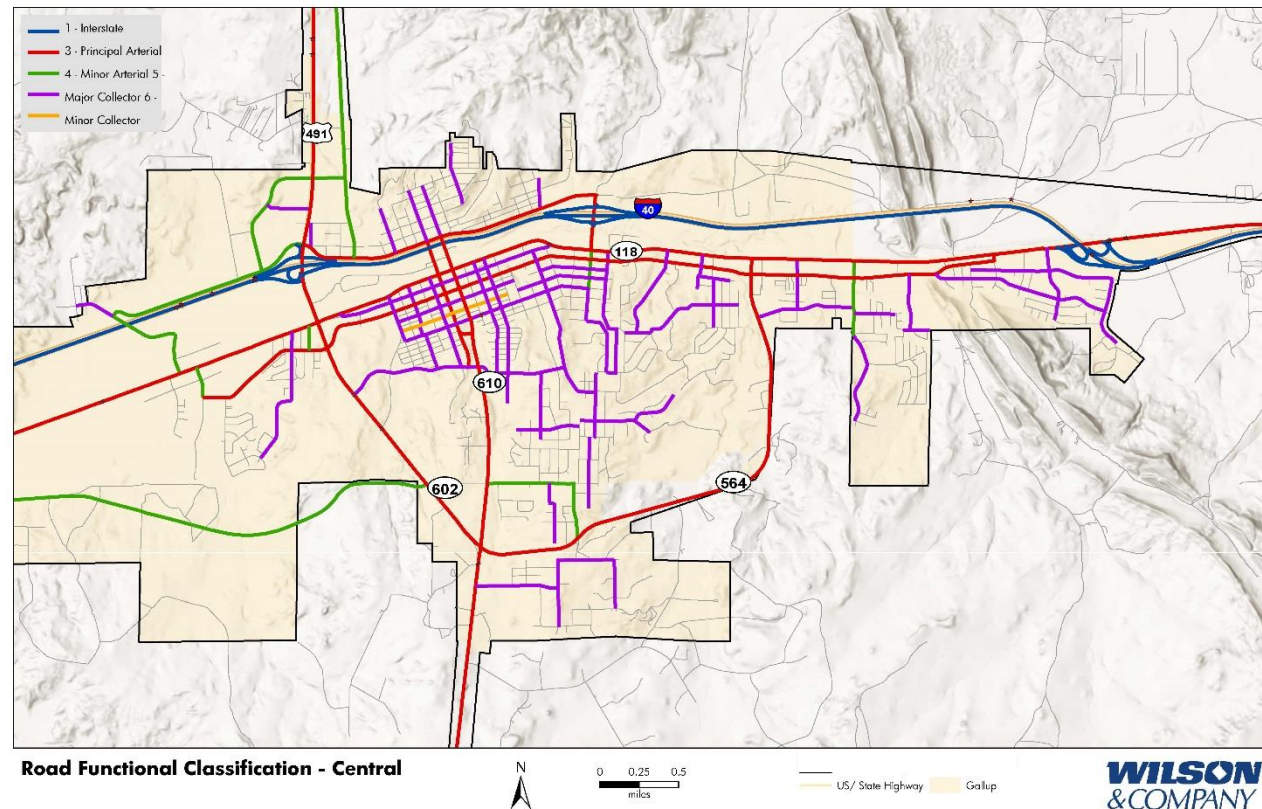 1 - Interstate
3 - Principal Arterial
4 - Minor Arterial 5 -
Major Collector 6 -
Minor Collector
491
40
118
610
602
564
Road Functional Classification - Central
N
0 0.25 0.5
miles
US/ State Highway Gallup
WILSON
&COMPANY